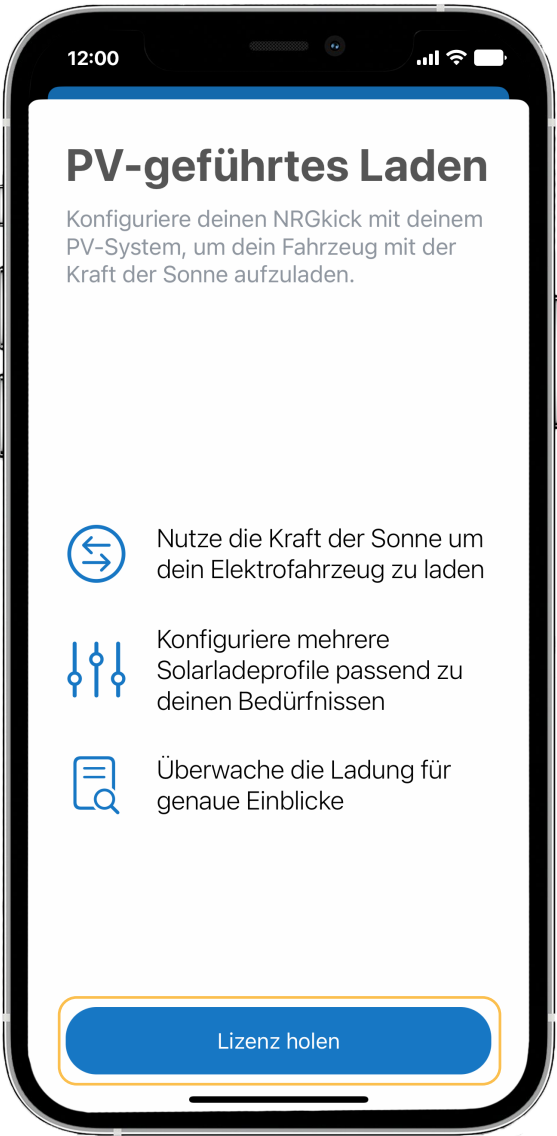 12:00
PV-geführtes Laden
Konfiguriere deinen NRGkick mit deinem
PV-System, um dein Fahrzeug mit der
Kraft der Sonne aufzuladen.
Nutze die Kraft der Sonne um
dein Elektrofahrzeug zu laden
Konfiguriere mehrere
Solarladeprofile passend zu
deinen Bedürfnissen
Überwache die Ladung für
genaue Einblicke
Lizenz holen